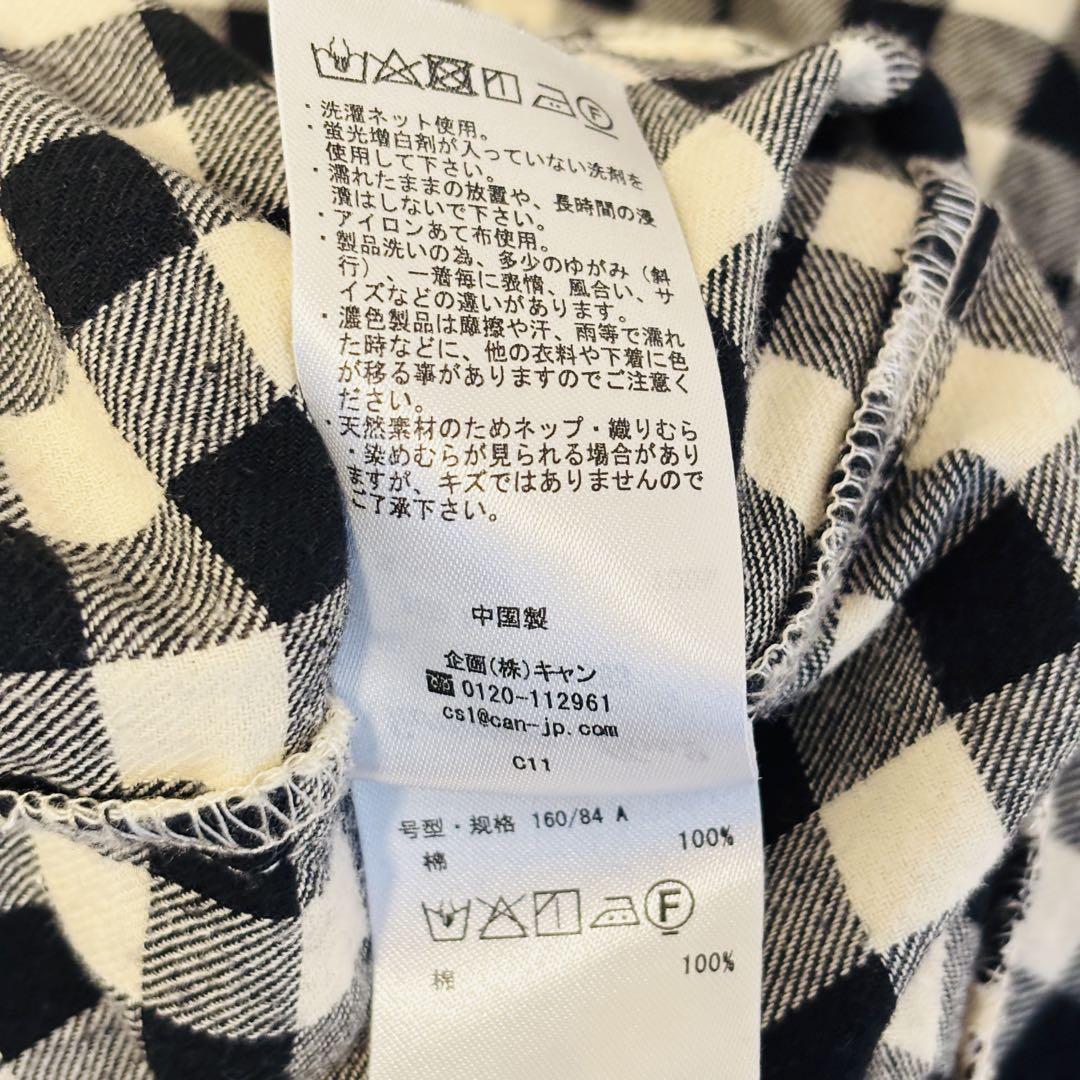 ・洗濯ネット使用。
・蛍光増白剤が入っていない洗剤を
使用して下さい。
・濡れたままの放置や、長時間の浸
漬はしないで下さい。
・アイロンあて布使用。
・製品洗いの為、多少のゆがみ（斜
行）、一着毎に表情、風合い、サ
イズなどの違いがあります。
・濃色製品は摩擦や汗、雨等で濡れ
た時などに、他の衣料や下着に色
が移る事がありますのでご注意く
ださい。
・天然素材のためネップ・織りむら
・染めむらが見られる場合があり
ますが、キズではありませんので
ご了承下さい。
中国製
企画(株)キャン
0120-112961
cs1@can-jp.com
C11
号型・规格 160/84 A
棉 100%
F
棉 100%